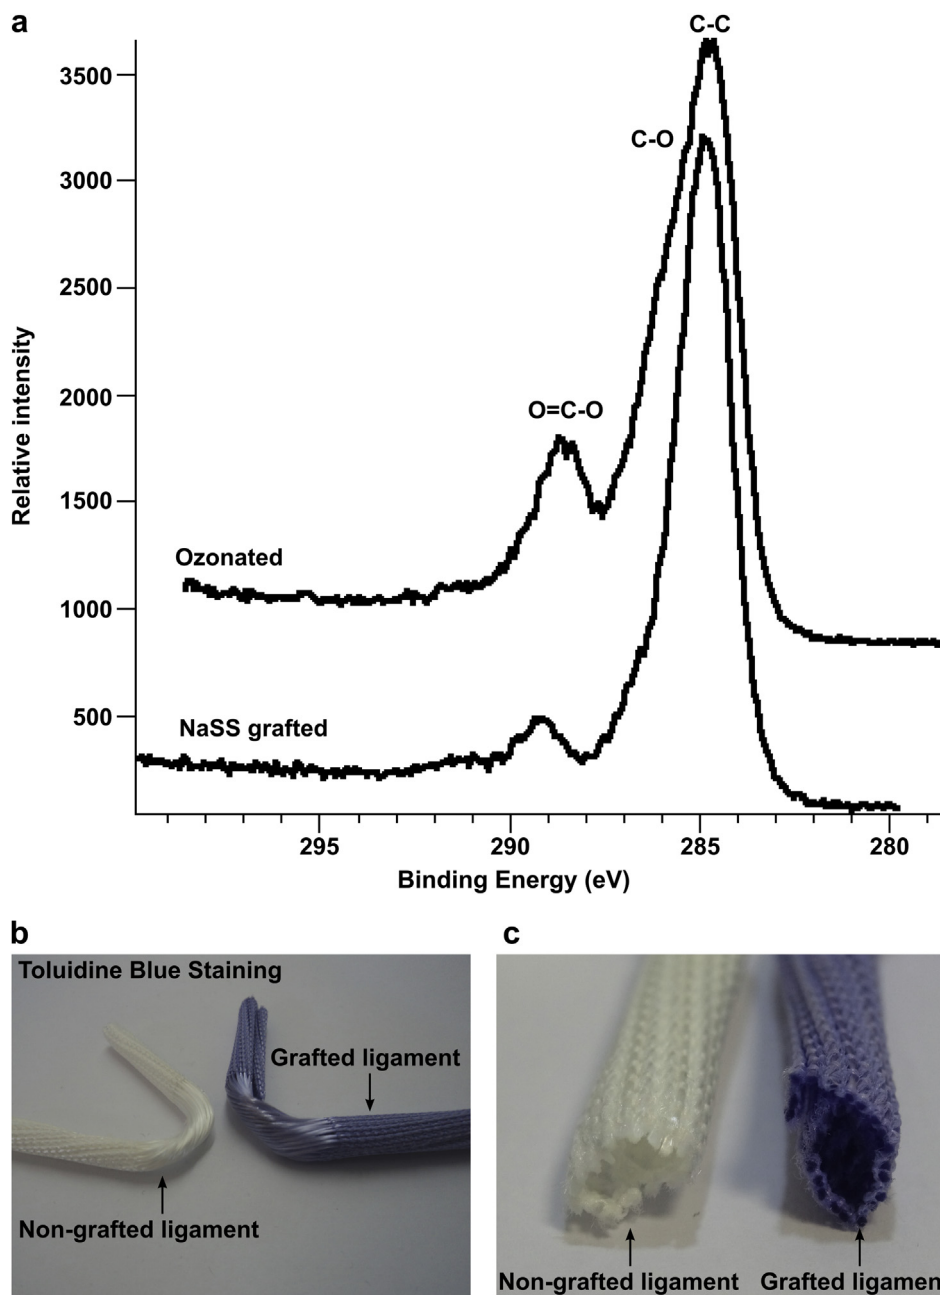 a
C-C
3500
C-O
3000
2500
2000
O=C-O
1500
Ozonated
1000
NaSS grafted
500
Relative intensity
295
290
285
280
Binding Energy (eV)
b
Toluidine Blue Staining
Grafted ligament
Non-grafted ligament
c
Non-grafted ligament
Grafted ligamen